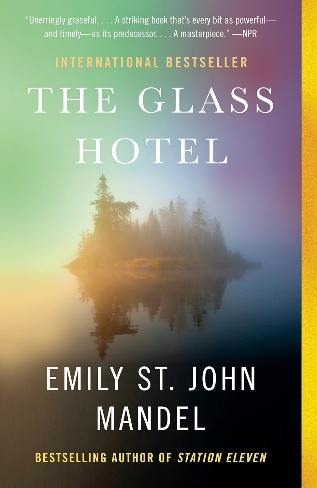 "Unerringly graceful. . . . A striking book that's every bit as powerful—
and timely—as its predecessor. . . . A masterpiece." —NPR
INTERNATIONAL BESTSELLER
THE GLASS
HOTEL
EMILY ST. JOHN
MANDEL
BESTSELLING AUTHOR OF STATION ELEVEN